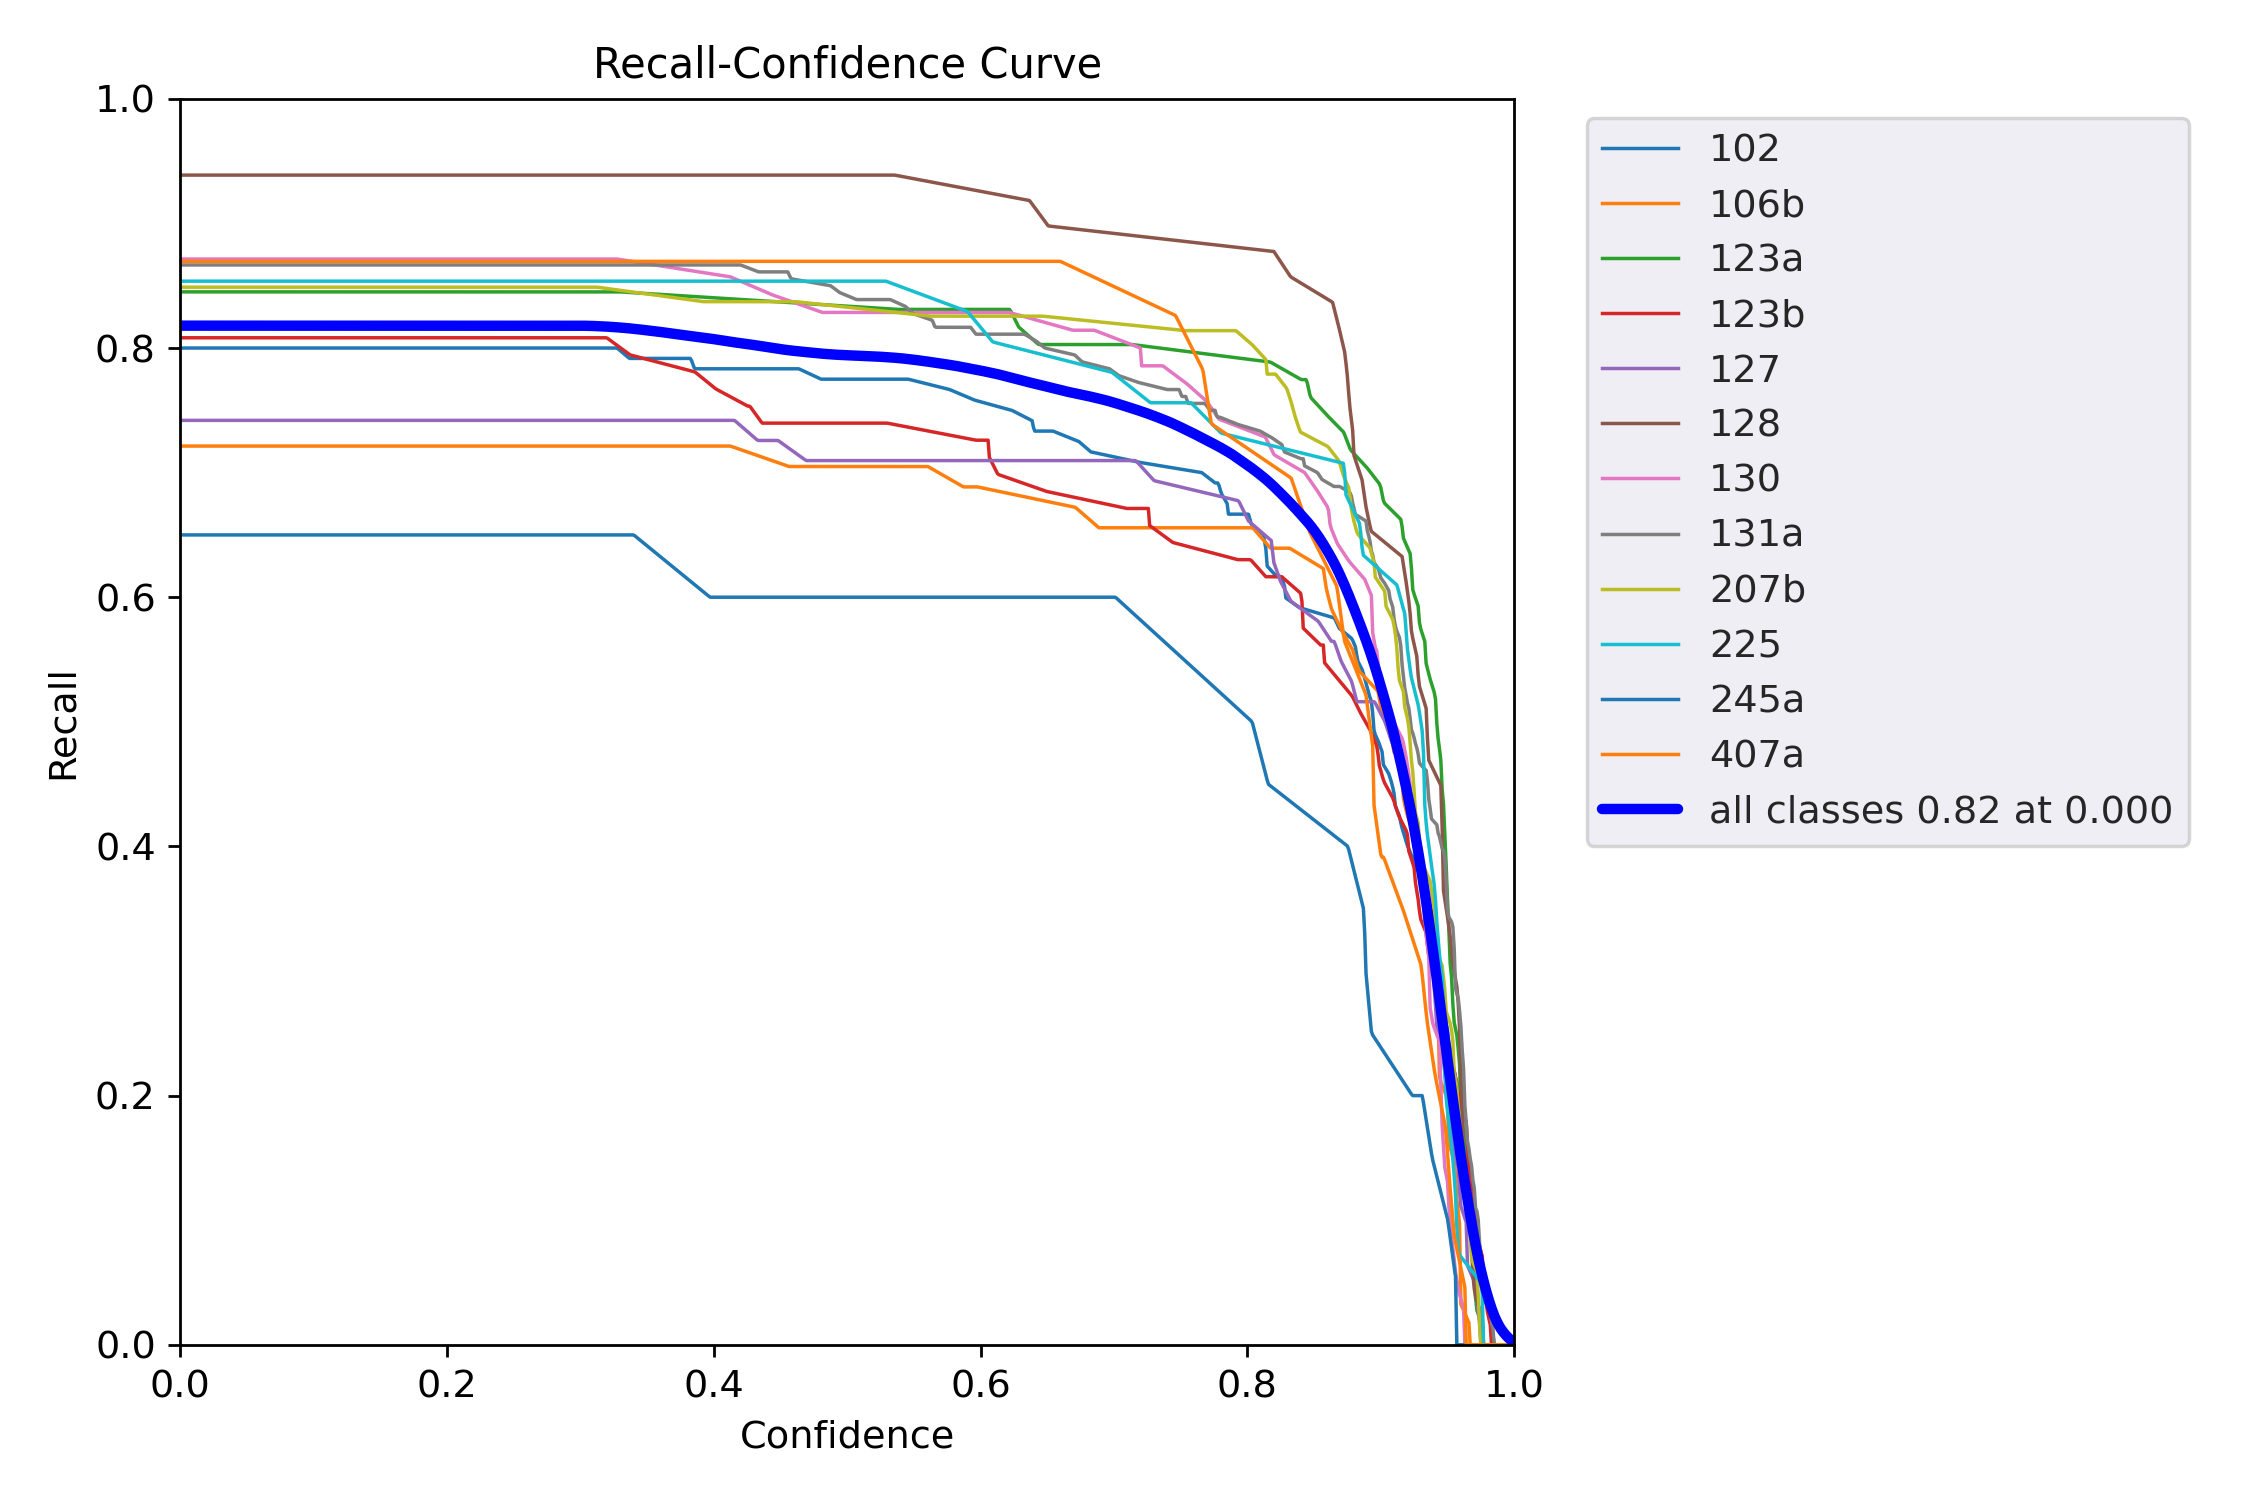 Recall-Confidence Curve
1.0
0.8
0.6
0.4
0.2
0.0
Recall
0.0 0.2 0.4 0.6 0.8 1.0
Confidence
102
106b
123a
123b
127
128
130
131a
207b
225
245a
407a
all classes 0.82 at 0.000